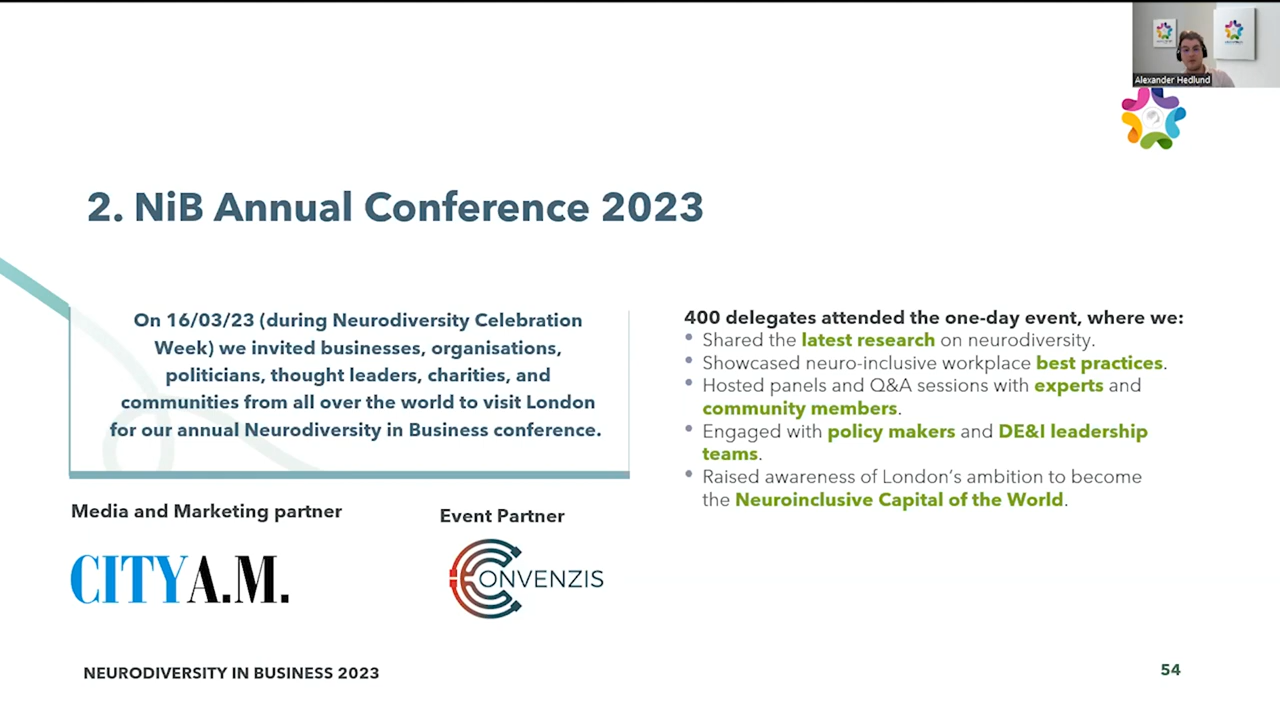 Alexander Hedlund
2. NiB Annual Conference 2023
On 16/03/23 (during Neurodiversity Celebration
Week) we invited businesses, organisations,
politicians, thought leaders, charities, and
communities from all over the world to visit London
for our annual Neurodiversity in Business conference.
400 delegates attended the one-day event, where we:
• Shared the latest research on neurodiversity.
• Showcased neuro-inclusive workplace best practices.
• Hosted panels and Q&A sessions with experts and
community members.
• Engaged with policy makers and DE&I leadership
teams.
• Raised awareness of London's ambition to become
the Neuroinclusive Capital of the World.
Media and Marketing partner
CITY A.M.
Event Partner
CONVENZIS
NEURODIVERSITY IN BUSINESS 2023
54